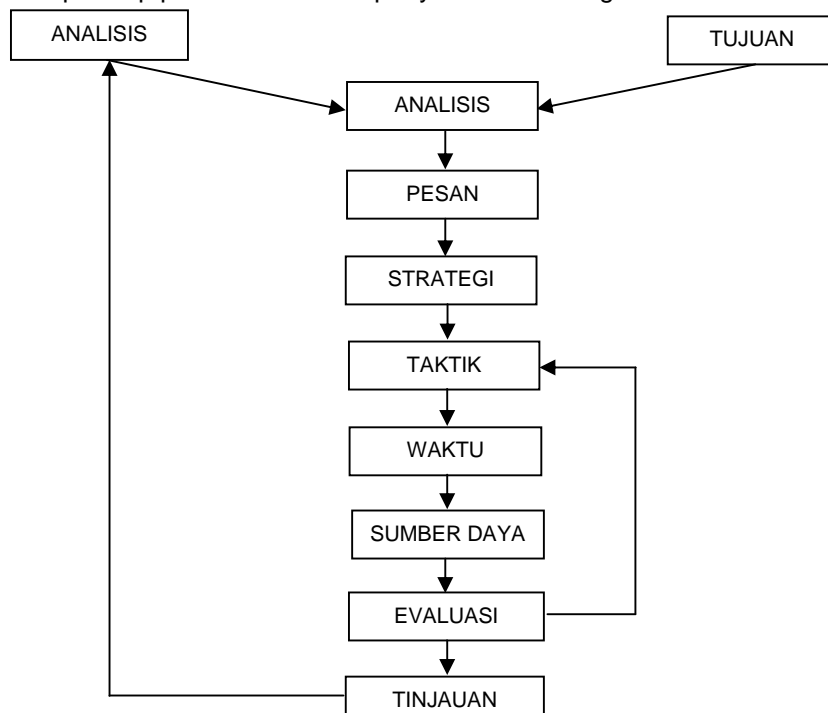 ANALISIS
TUJUAN
ANALISIS
PESAN
STRATEGI
TAKTIK
WAKTU
SUMBER DAYA
EVALUASI
TINJAUAN